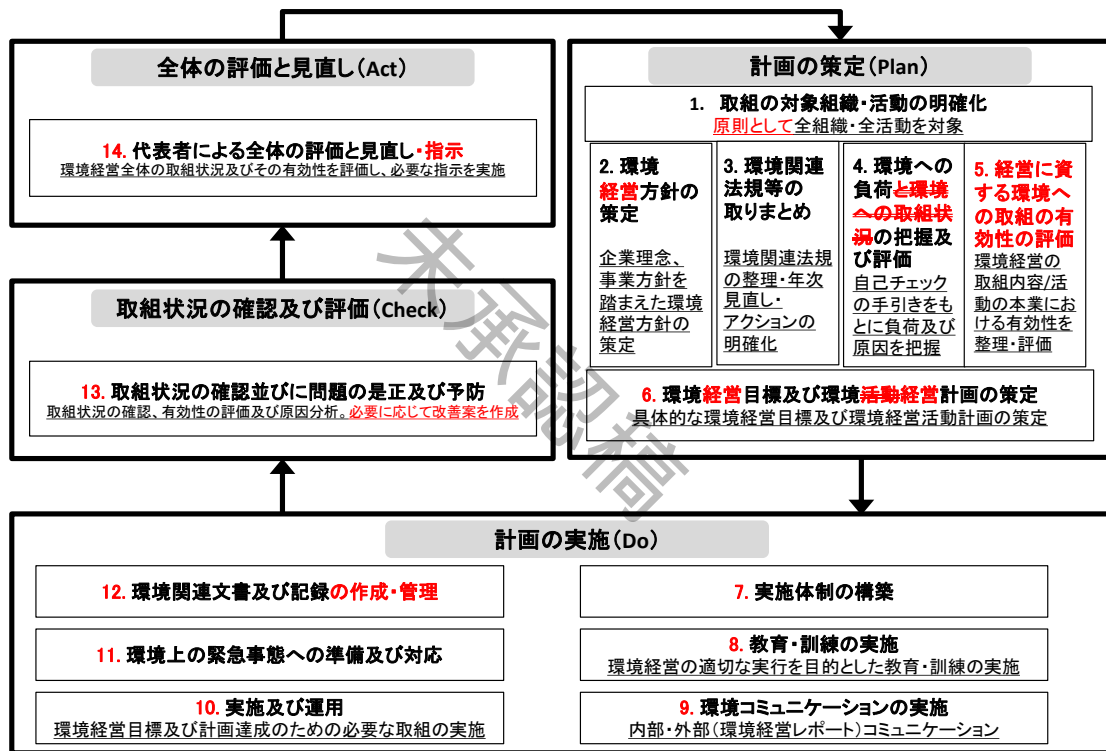 全体の評価と見直し(Act)
14. 代表者による全体の評価と見直し・指示
環境経営全体の取組状況及びその有効性を評価し、必要な指示を実施
取組状況の確認及び評価(Check)
13. 取組状況の確認並びに問題の是正及び予防
取組状況の確認、有効性の評価及び原因分析。必要に応じて改善案を作成
計画の策定(Plan)
1. 取組の対象組織・活動の明確化
原則として全組織・全活動を対象
2. 環境
経営方針の
策定
企業理念、
事業方針を
踏まえた環境
経営方針の
策定
3. 環境関連
法規等の
取りまとめ
環境関連法規
の整理・年次
見直し・
アクションの
明確化
4. 環境への
負荷と環境
への取組状
況の把握及
び評価
自己チェック
の手引きをも
とに負荷及び
原因を把握
5. 経営に資
する環境へ
の取組の有
効性の評価
環境経営の
取組内容/活
動の本業にお
ける有効性を
整理・評価
6. 環境経営目標及び環境活動経営計画の策定
具体的な環境経営目標及び環境経営活動計画の策定
計画の実施(Do)
12. 環境関連文書及び記録の作成・管理
11. 環境上の緊急事態への準備及び対応
10. 実施及び運用
環境経営目標及び計画達成のための必要な取組の実施
7. 実施体制の構築
8. 教育・訓練の実施
環境経営の適切な実行を目的とした教育・訓練の実施
9. 環境コミュニケーションの実施
内部・外部(環境経営レポート)コミュニケーション
未承認稿